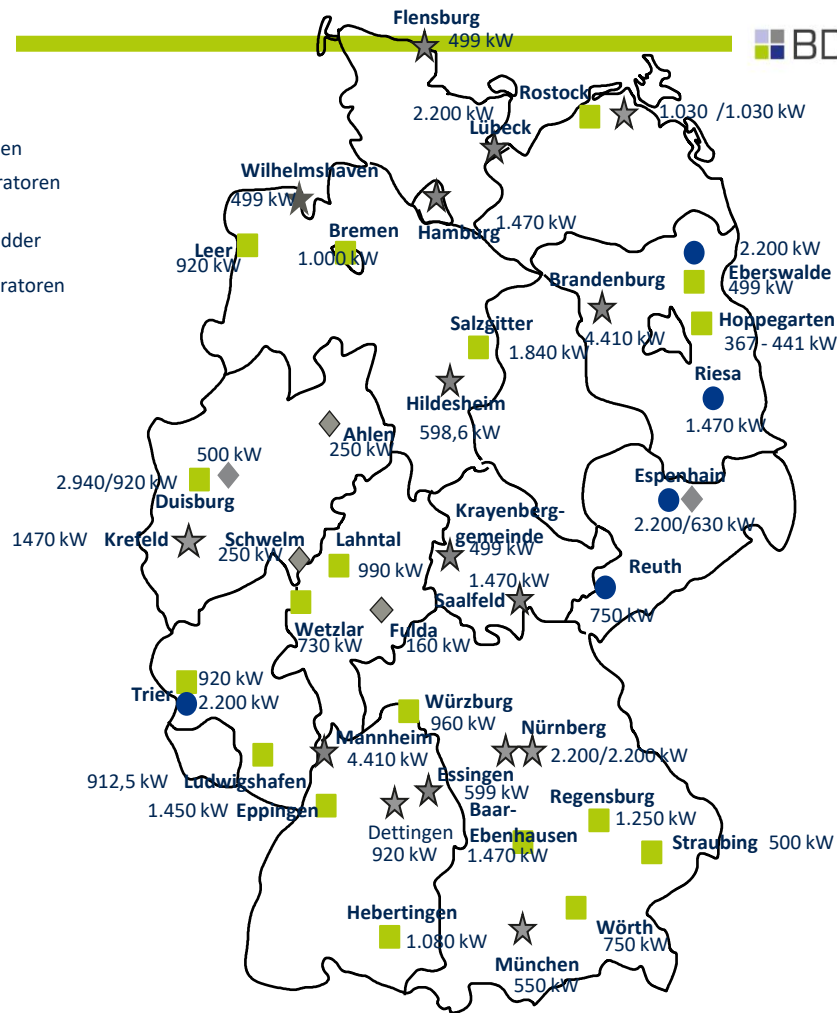 Flensburg
499 kW
BD
2.200 kW
Lübeck
Rostock
1.030 /1.030 kW
en
ratoren
dder
ratoren
Wilhelmshaven
499 kW
Leer
920 kW
Bremen
1.000 kW
Hamburg
1.470 kW
2.200 kW
Eberswalde
499 kW
Brandenburg
4.410 kW
Hoppegarten
367 - 441 kW
Salzgitter
1.840 kW
Riesa
1.470 kW
Hildesheim
598,6 kW
Ahlen
250 kW
500 kW
2.940/920 kW
Duisburg
Espenhain
2.200/630 kW
1470 kW
Krefeld
Schwelm
250 kW
Lahntal
990 kW
Krayenberg-
gemeinde
499 kW
1.470 kW
Saalfeld
Reuth
750 kW
Wetzlar
730 kW
Fulda
160 kW
920 kW
Trier
2.200 kW
Würzburg
960 kW
Mannheim
4.410 kW
Nürnberg
2.200/2.200 kW
912,5 kW
Ludwigshafen
1.450 kW
Eppingen
Essingen
599 kW
Dettingen
920 kW
Baar-
Ebenhausen
1.470 kW
Regensburg
1.250 kW
Straubing
500 kW
Hebertingen
1.080 kW
Wörth
750 kW
München
550 kW